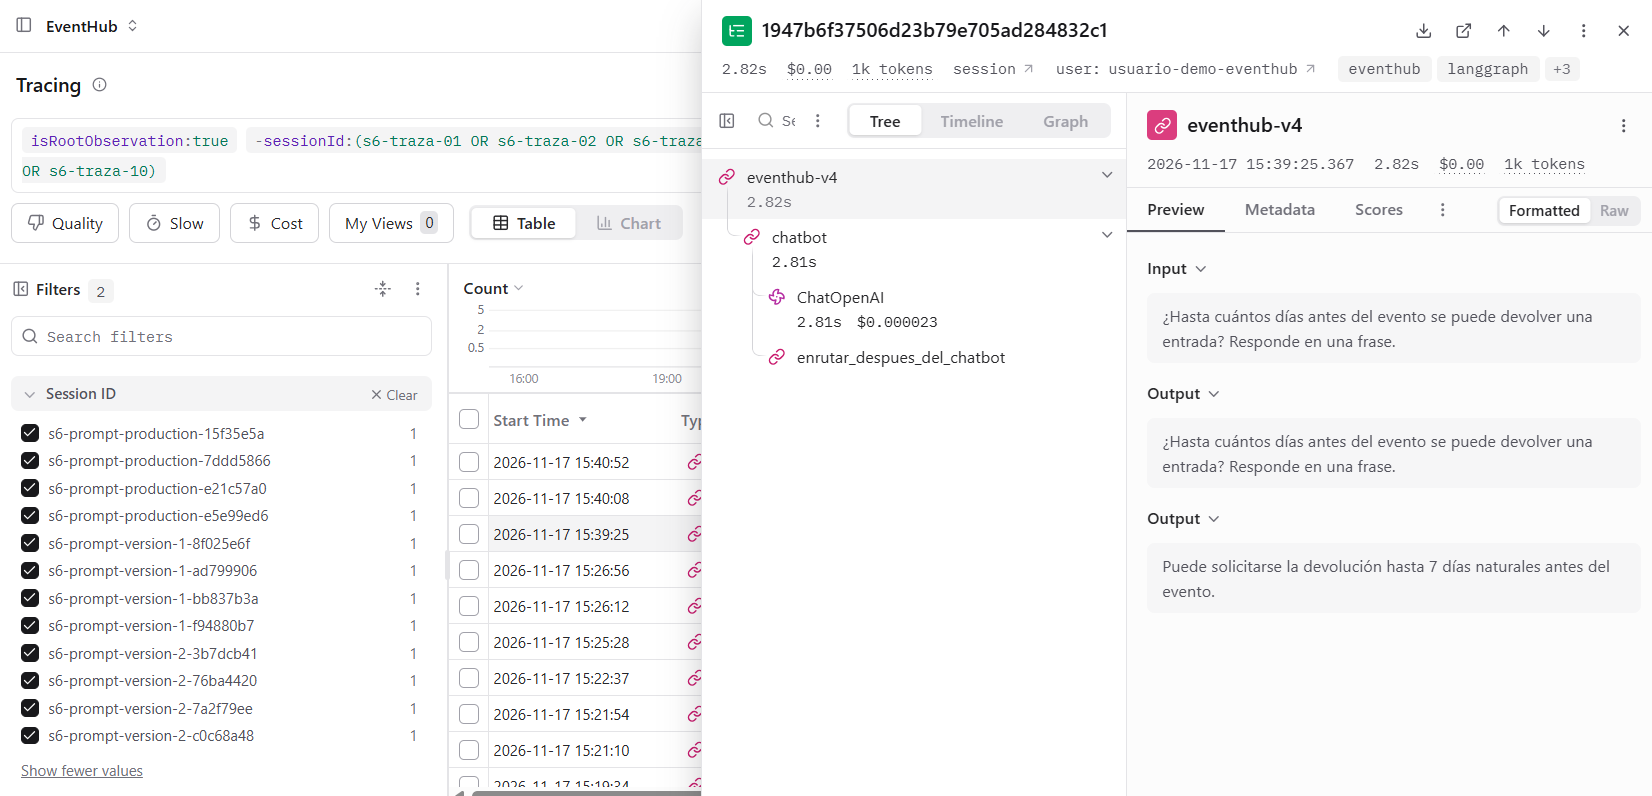 EventHub
Tracing
isRootObservation:true -sessionId:(s6-traza-01 OR s6-traza-02 OR s6-traza
OR s6-traza-10)
Quality
Slow
Cost
My Views 0
Table
Chart
Filters 2
Search filters
Session ID
Clear
s6-prompt-production-15f35e5a 1
s6-prompt-production-7ddd5866 1
s6-prompt-production-e21c57a0 1
s6-prompt-production-e5e99ed6 1
s6-prompt-version-1-8f025e6f 1
s6-prompt-version-1-ad799906 1
s6-prompt-version-1-bb837b3a 1
s6-prompt-version-1-f94880b7 1
s6-prompt-version-2-3b7dcb41 1
s6-prompt-version-2-76ba4420 1
s6-prompt-version-2-7a2f79ee 1
s6-prompt-version-2-c0c68a48 1
Show fewer values
Count
5
2
0.5
16:00 19:00
Start Time Typ
2026-11-17 15:40:52
2026-11-17 15:40:08
2026-11-17 15:39:25
2026-11-17 15:26:56
2026-11-17 15:26:12
2026-11-17 15:25:28
2026-11-17 15:22:37
2026-11-17 15:21:54
2026-11-17 15:21:10
2026-11-17 15:19:34
1947b6f37506d23b79e705ad284832c1
2.82s $0.00 1k tokens session user: usuario-demo-eventhub eventhub langgraph +3
Se
Tree
Timeline
Graph
eventhub-v4
2.82s
chatbot
2.81s
ChatOpenAI
2.81s $0.000023
enrutar_despues_del_chatbot
eventhub-v4
2026-11-17 15:39:25.367 2.82s $0.00 1k tokens
Preview
Metadata
Scores
Formatted
Raw
Input
¿Hasta cuántos días antes del evento se puede devolver una
entrada? Responde en una frase.
Output
¿Hasta cuántos días antes del evento se puede devolver una
entrada? Responde en una frase.
Output
Puede solicitarse la devolución hasta 7 días naturales antes del
evento.